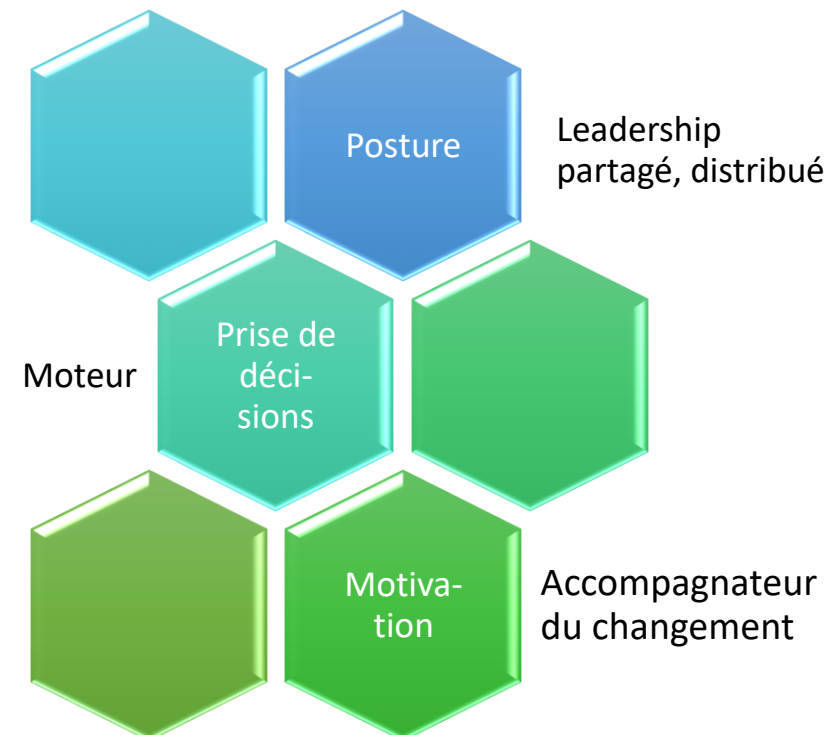 Posture
Leadership
partagé, distribué
Moteur
Prise de
déci-
sions
Motiva-
tion
Accompagnateur
du changement